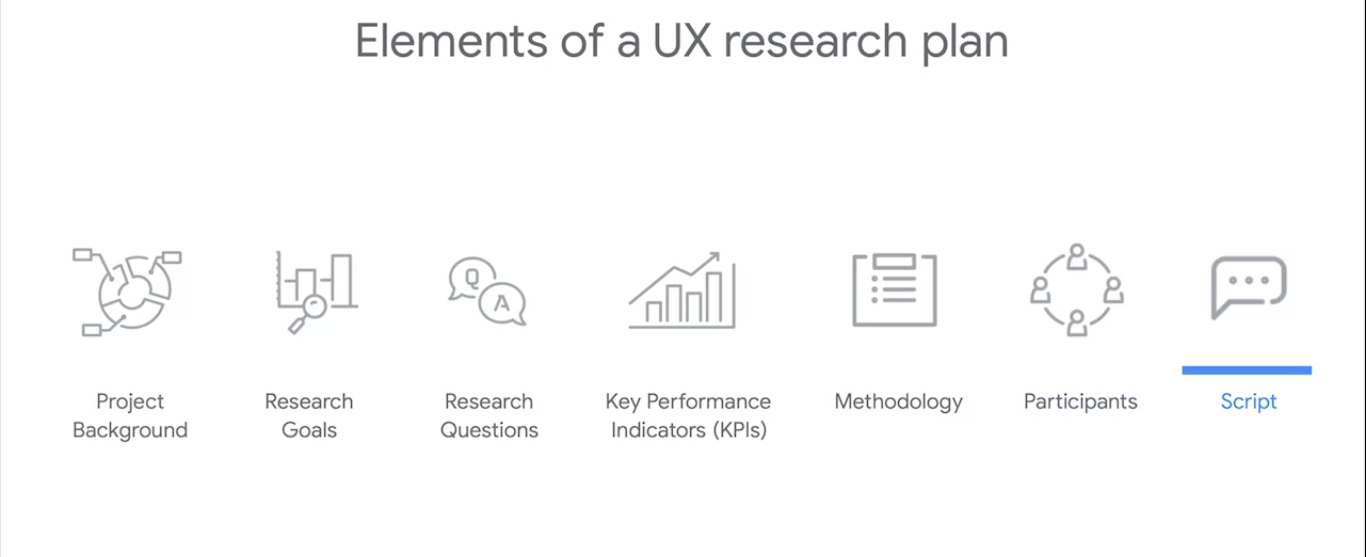 Elements of a UX research plan
Q
A
Project
Background
Research
Goals
Research
Questions
Key Performance
Indicators (KPIs)
Methodology
Participants
Script